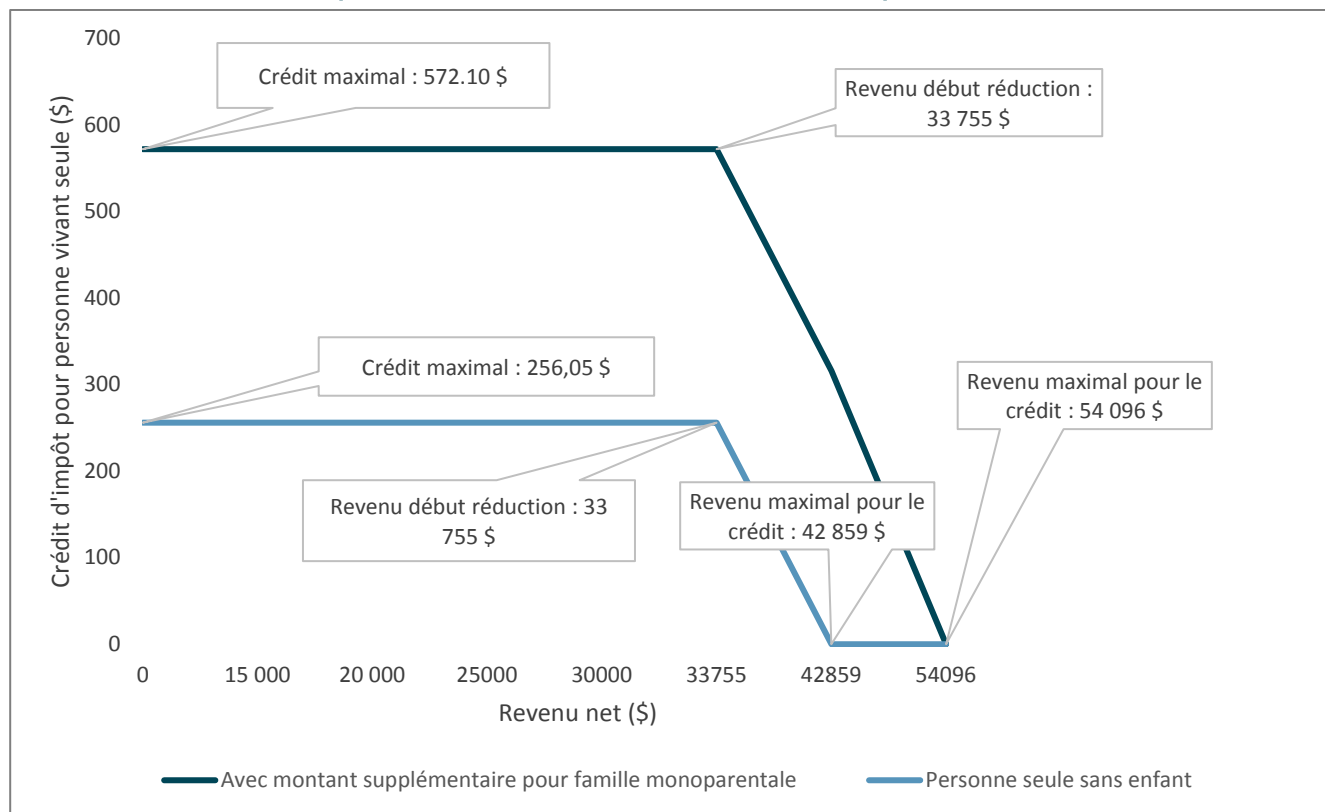 700
600
500
400
300
200
100
0
Crédit d'impôt pour personne vivant seule ($)
Crédit maximal : 572.10 $
Revenu début réduction :
33 755 $
Crédit maximal : 256,05 $
Revenu maximal pour le
crédit : 54 096 $
Revenu début réduction : 33
755 $
Revenu maximal pour le
crédit : 42 859 $
0
15 000
20 000
25000
30000
33755
42859
54096
Revenu net ($)
Avec montant supplémentaire pour famille monoparentale
Personne seule sans enfant